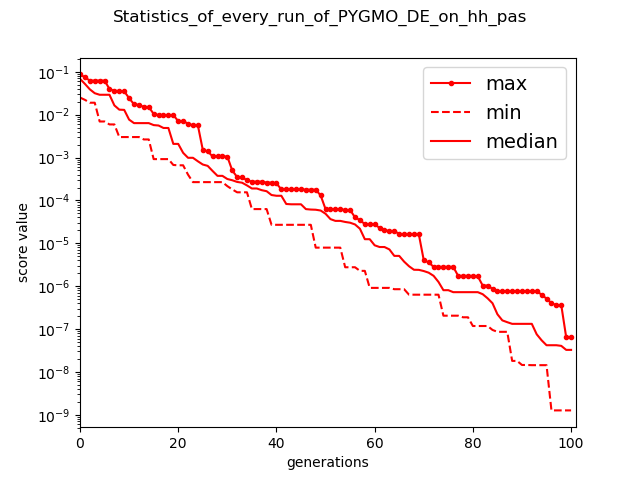 Statistics_of_every_run_of_PYGMO_DE_on_hh_pas
max
min
median
score value
10⁻¹
10⁻²
10⁻³
10⁻⁴
10⁻⁵
10⁻⁶
10⁻⁷
10⁻⁸
10⁻⁹
0 20 40 60 80 100
generations